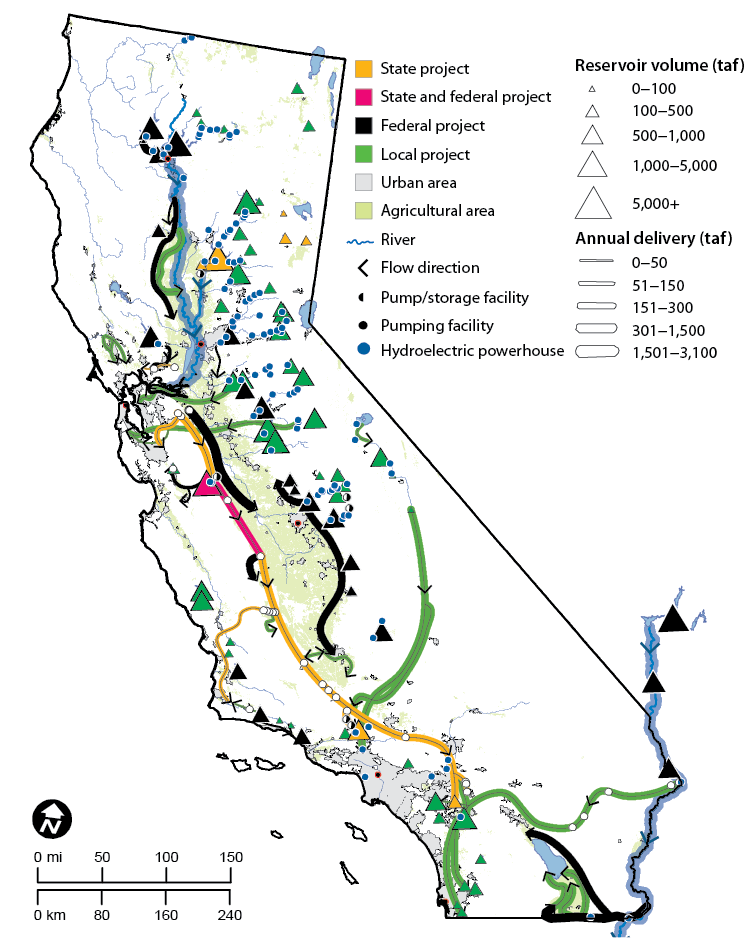 State project
State and federal project
Federal project
Local project
Urban area
Agricultural area
River
Flow direction
Pump/storage facility
Pumping facility
Hydroelectric powerhouse
Reservoir volume (taf)
0–100
100–500
500–1,000
1,000–5,000
5,000+
Annual delivery (taf)
0–50
51–150
151–300
301–1,500
1,501–3,100
N
0 mi 50 100 150
0 km 80 160 240